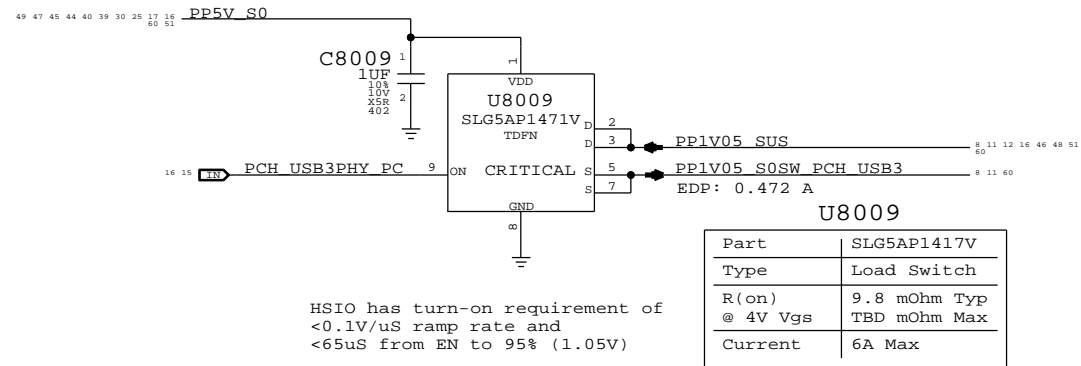 49 47 45 44 40 39 30 25 17 16
60 51
PP5V_S0
C8009
1
1UF
10%
10V
X5R
402
2
1
VDD
U8009
SLG5AP1471V
TDFN
D 2
D 3
PP1V05_SUS
8 11 12 16 46 48 51
60
16 15
IN
PCH_USB3PHY_PC
9
ON
CRITICAL
S 5
PP1V05_S0SW_PCH_USB3
8 11 60
S 7
EDP: 0.472 A
GND
8
U8009
Part SLG5AP1417V
Type Load Switch
R(on) 9.8 mOhm Typ
@ 4V Vgs TBD mOhm Max
Current 6A Max
HSIO has turn-on requirement of
<0.1V/uS ramp rate and
<65uS from EN to 95% (1.05V)